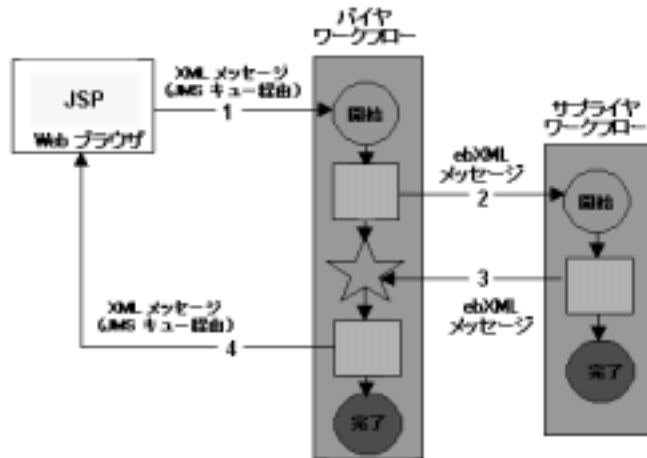 バイヤ
ワークフロー
XML メッセージ
(JMS キュー経由)
1
JSP
Web ブラウザ
開始
サプライヤ
ワークフロー
ebXML
メッセージ
2
開始
3
ebXML
メッセージ
XML メッセージ
(JMS キュー経由)
4
完了
完了